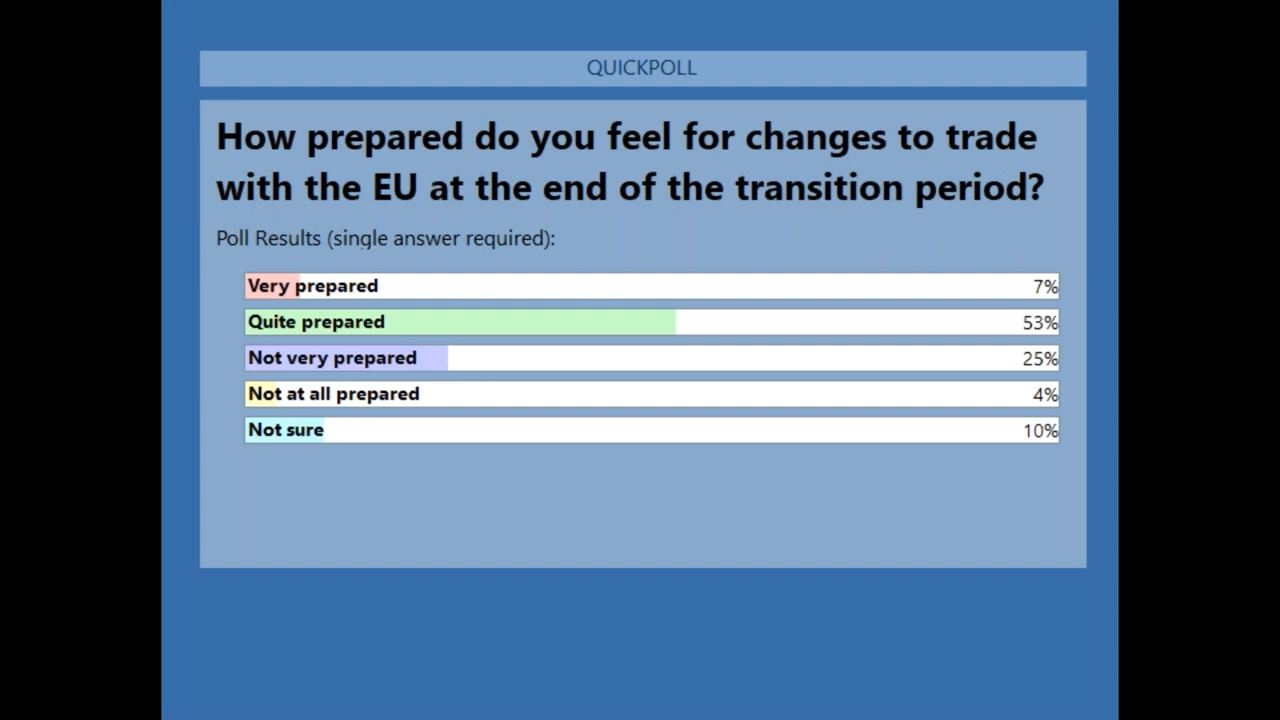 QUICKPOLL
How prepared do you feel for changes to trade
with the EU at the end of the transition period?
Poll Results (single answer required):
Very prepared 7%
Quite prepared 53%
Not very prepared 25%
Not at all prepared 4%
Not sure 10%